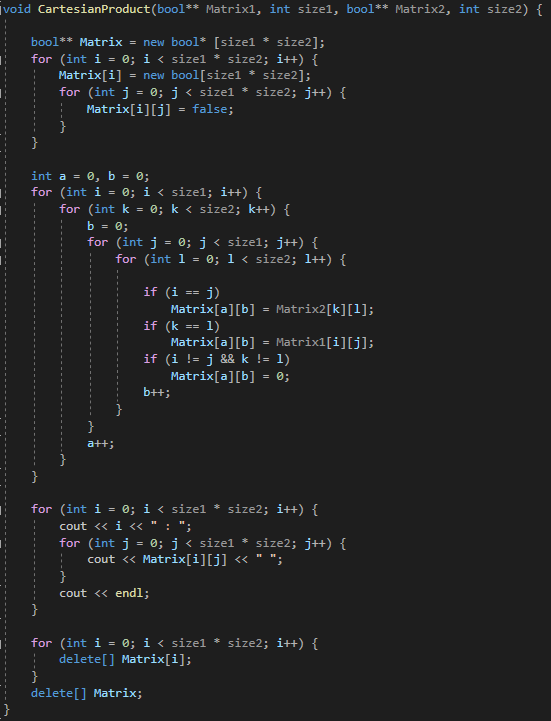 void CartesianProduct(bool** Matrix1, int size1, bool** Matrix2, int size2) {
bool** Matrix = new bool* [size1 * size2];
for (int i = 0; i < size1 * size2; i++) {
Matrix[i] = new bool[size1 * size2];
for (int j = 0; j < size1 * size2; j++) {
Matrix[i][j] = false;
}
}
int a = 0, b = 0;
for (int i = 0; i < size1; i++) {
for (int k = 0; k < size2; k++) {
b = 0;
for (int j = 0; j < size1; j++) {
for (int l = 0; l < size2; l++) {
if (i == j)
Matrix[a][b] = Matrix2[k][l];
if (k == l)
Matrix[a][b] = Matrix1[i][j];
if (i != j && k != l)
Matrix[a][b] = 0;
b++;
}
}
a++;
}
}
for (int i = 0; i < size1 * size2; i++) {
cout << i << " : ";
for (int j = 0; j < size1 * size2; j++) {
cout << Matrix[i][j] << " ";
}
cout << endl;
}
for (int i = 0; i < size1 * size2; i++) {
delete[] Matrix[i];
}
delete[] Matrix;
}